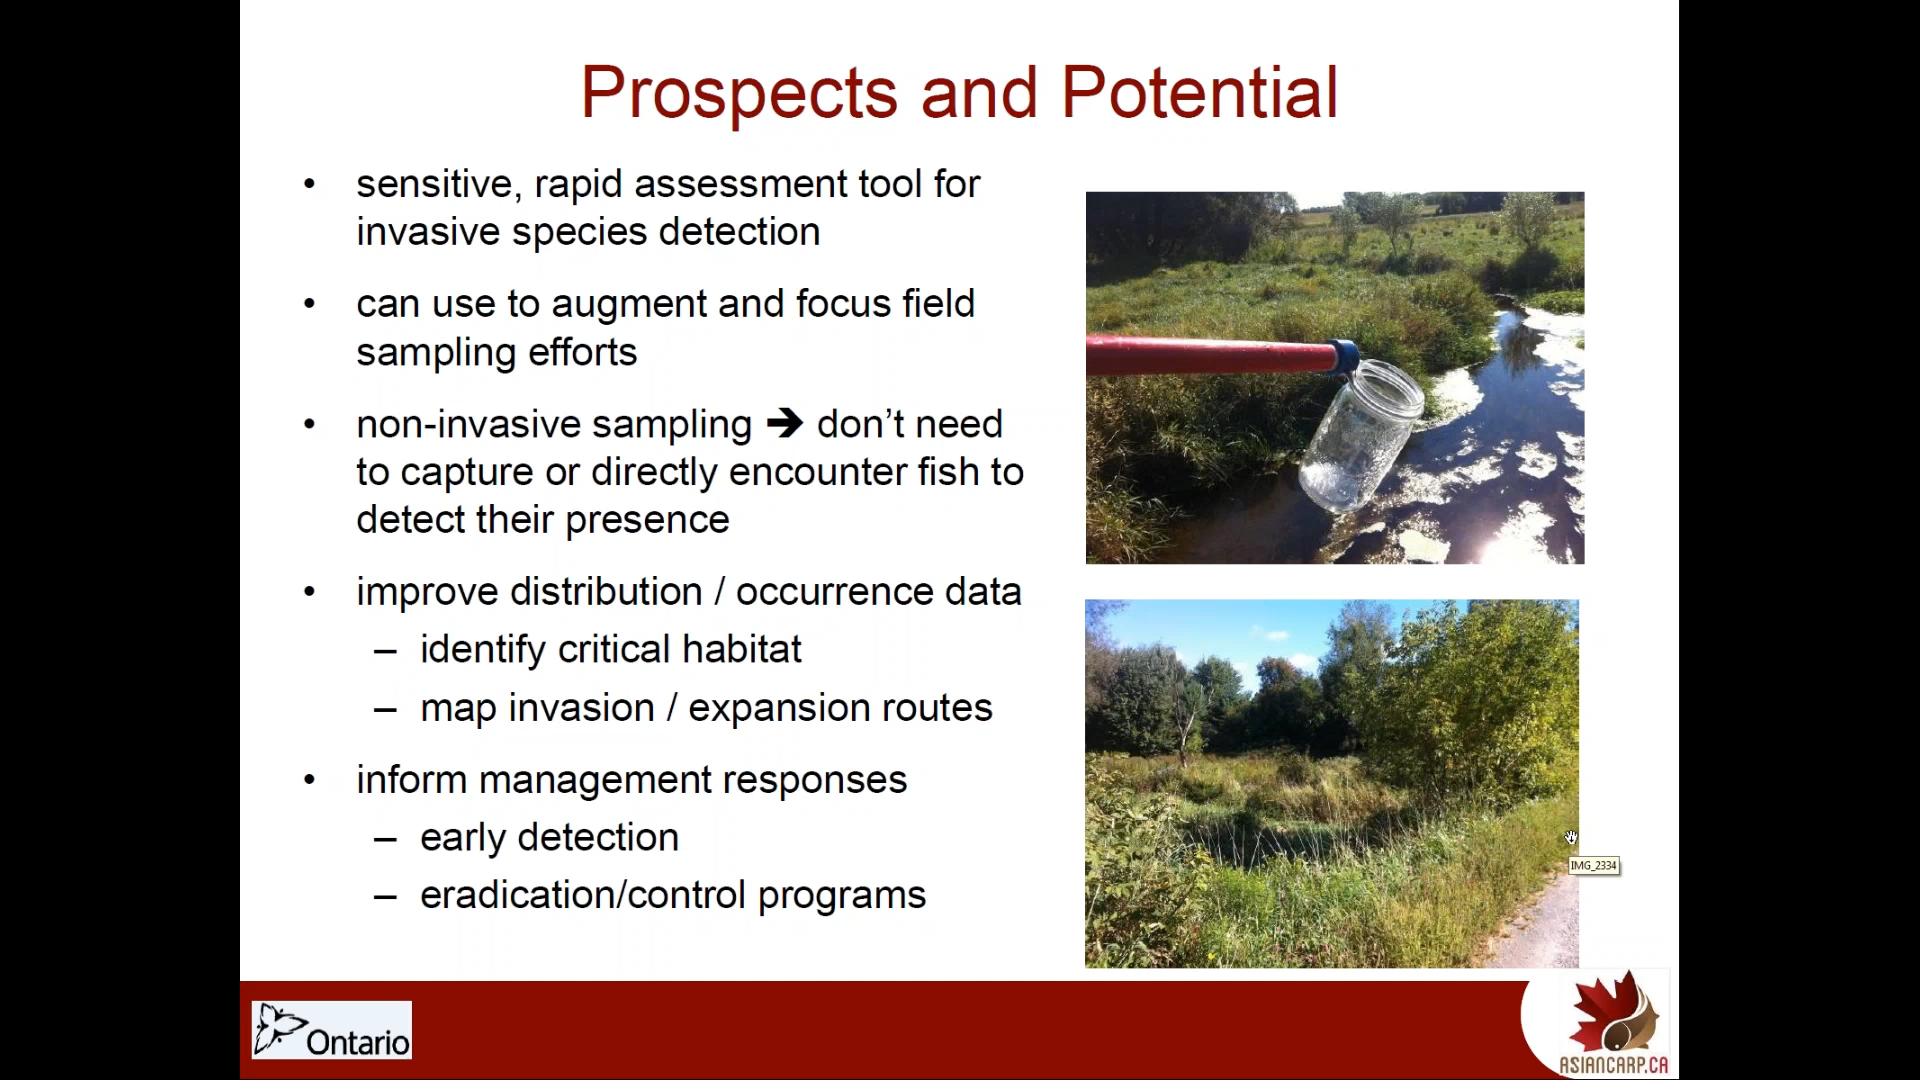 Prospects and Potential
• sensitive, rapid assessment tool for
invasive species detection
• can use to augment and focus field
sampling efforts
• non-invasive sampling ➔ don’t need
to capture or directly encounter fish to
detect their presence
• improve distribution / occurrence data
– identify critical habitat
– map invasion / expansion routes
• inform management responses
– early detection
– eradication/control programs
IMG_2334
Ontario
ASIANCARP.CA